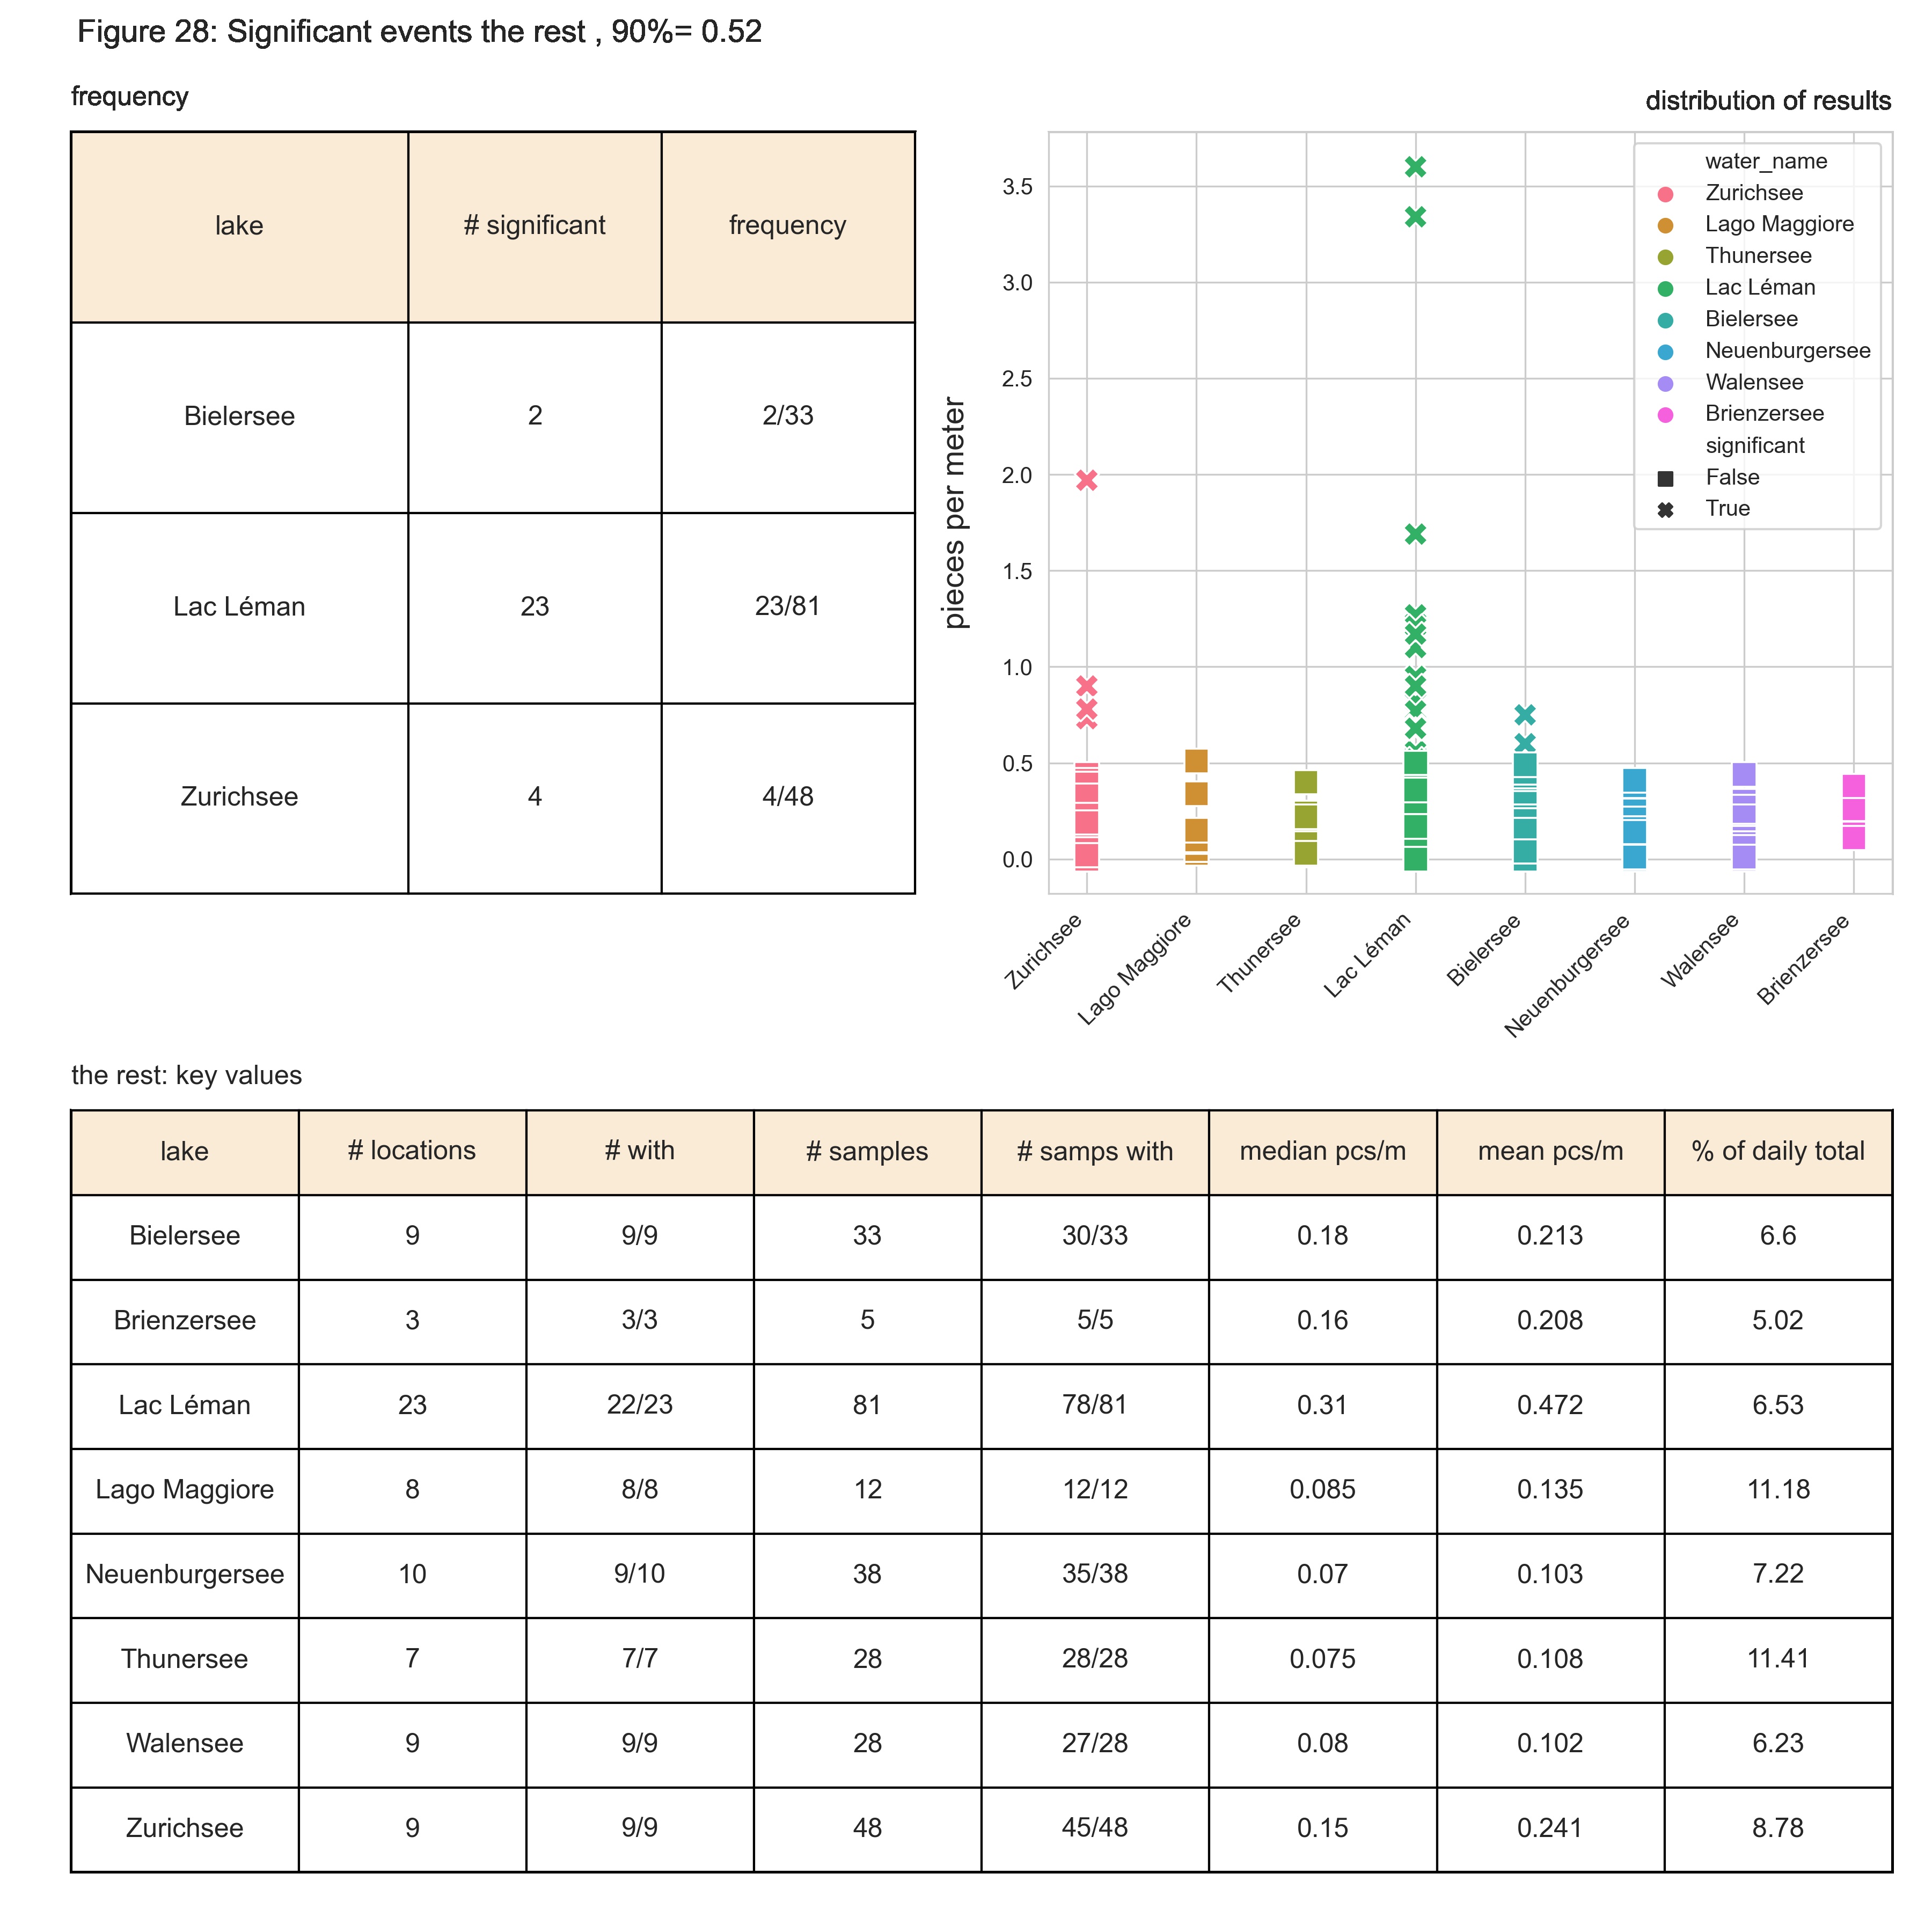 Figure 28: Significant events the rest , 90%= 0.52
frequency
lake # significant frequency
Bielersee 2 2/33
Lac Léman 23 23/81
Zurichsee 4 4/48
distribution of results
pieces per meter
3.5
3.0
2.5
2.0
1.5
1.0
0.5
0.0
water_name
Zurichsee
Lago Maggiore
Thunersee
Lac Léman
Bielersee
Neuenburgersee
Walensee
Brienzersee
significant
False
True
Zurichsee
Lago Maggiore
Thunersee
Lac Léman
Bielersee
Neuenburgersee
Walensee
Brienzersee
the rest: key values
lake # locations # with # samples # samps with median pcs/m mean pcs/m % of daily total
Bielersee 9 9/9 33 30/33 0.18 0.213 6.6
Brienzersee 3 3/3 5 5/5 0.16 0.208 5.02
Lac Léman 23 22/23 81 78/81 0.31 0.472 6.53
Lago Maggiore 8 8/8 12 12/12 0.085 0.135 11.18
Neuenburgersee 10 9/10 38 35/38 0.07 0.103 7.22
Thunersee 7 7/7 28 28/28 0.075 0.108 11.41
Walensee 9 9/9 28 27/28 0.08 0.102 6.23
Zurichsee 9 9/9 48 45/48 0.15 0.241 8.78